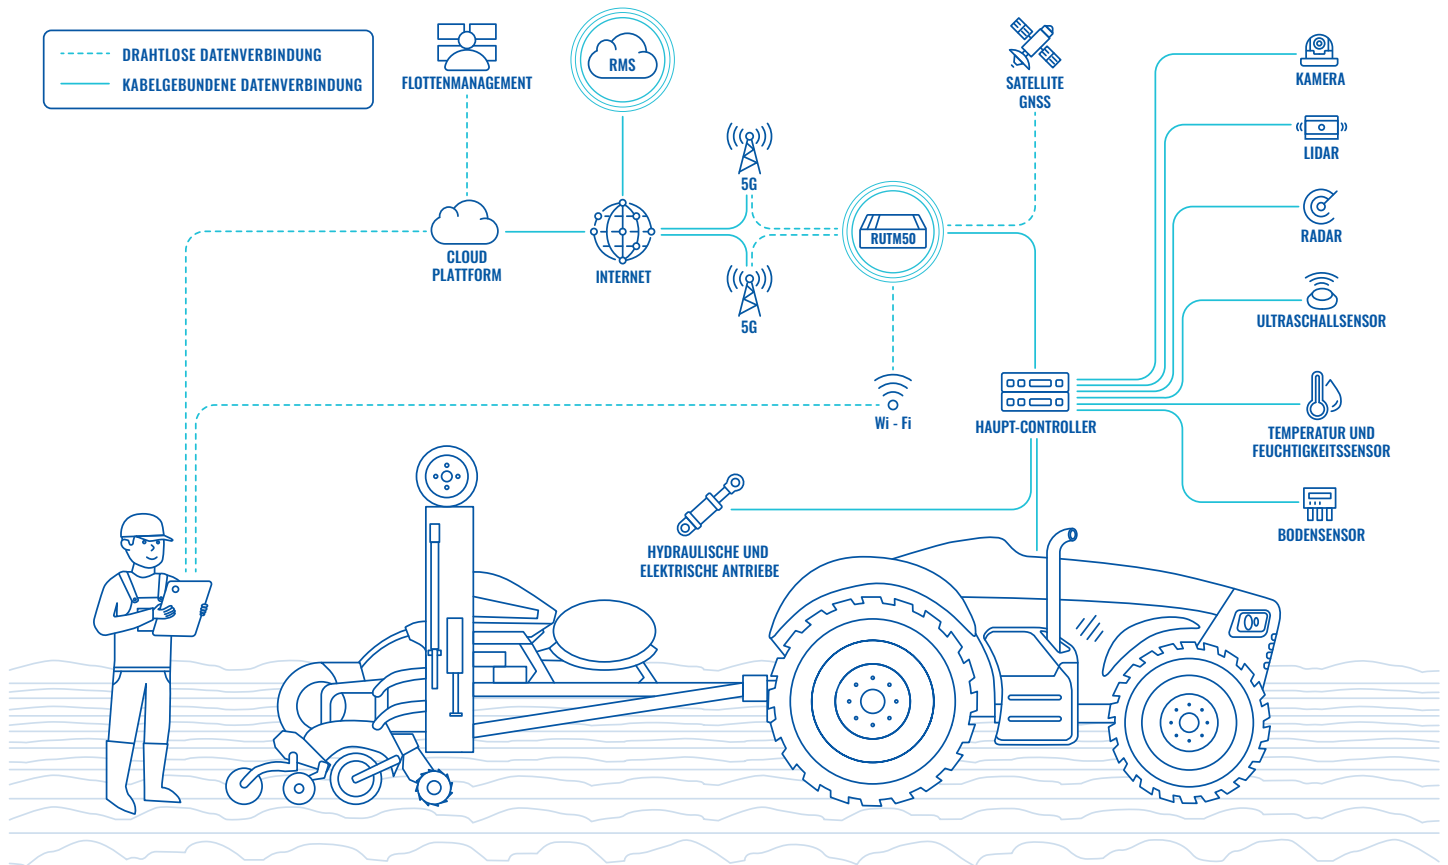 DRAHTLOSE DATENVERBINDUNG
KABELGEBUNDENE DATENVERBINDUNG
FLOTTENMANAGEMENT
RMS
SATELLITE
GNSS
KAMERA
LIDAR
5G
RUTM50
RADAR
CLOUD
PLATTFORM
INTERNET
5G
ULTRASCHALLSENSOR
Wi - Fi
HAUPT-CONTROLLER
TEMPERATUR UND
FEUCHTIGKEITSSENSOR
BODENSENSOR
HYDRAULISCHE UND
ELEKTRISCHE ANTRIEBE